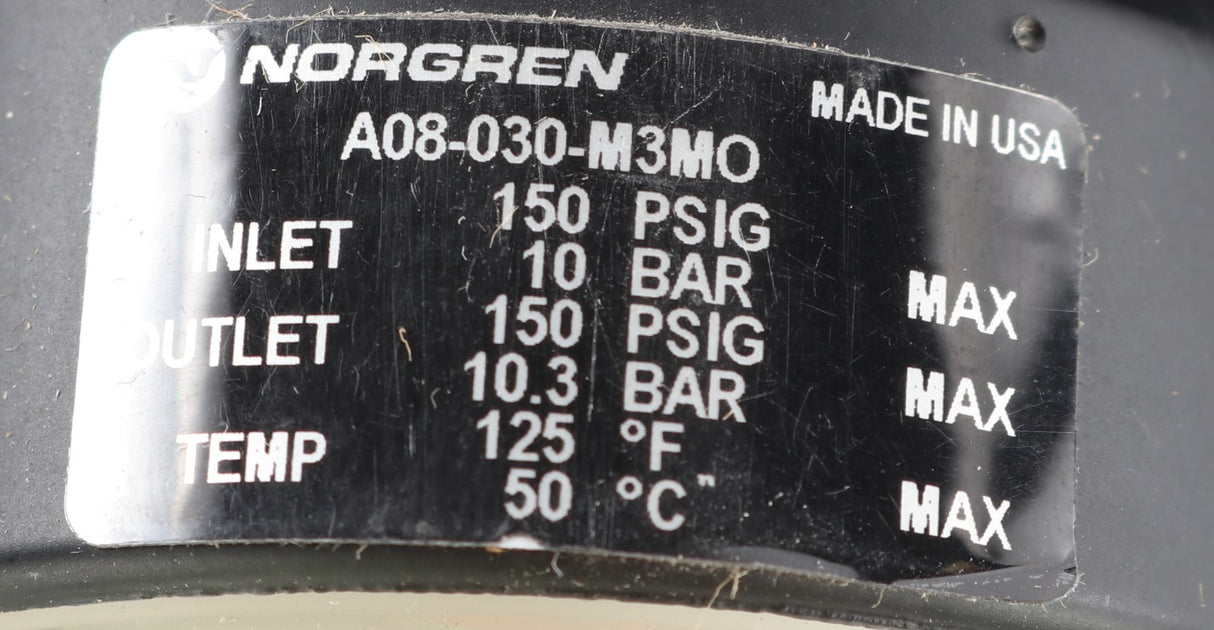 NORGREN
MADE IN USA
A08-030-M3MO
150 PSIG
INLET 10 BAR MAX
150 PSIG
OUTLET 10.3 BAR MAX
125 °F
TEMP 50 °C" MAX